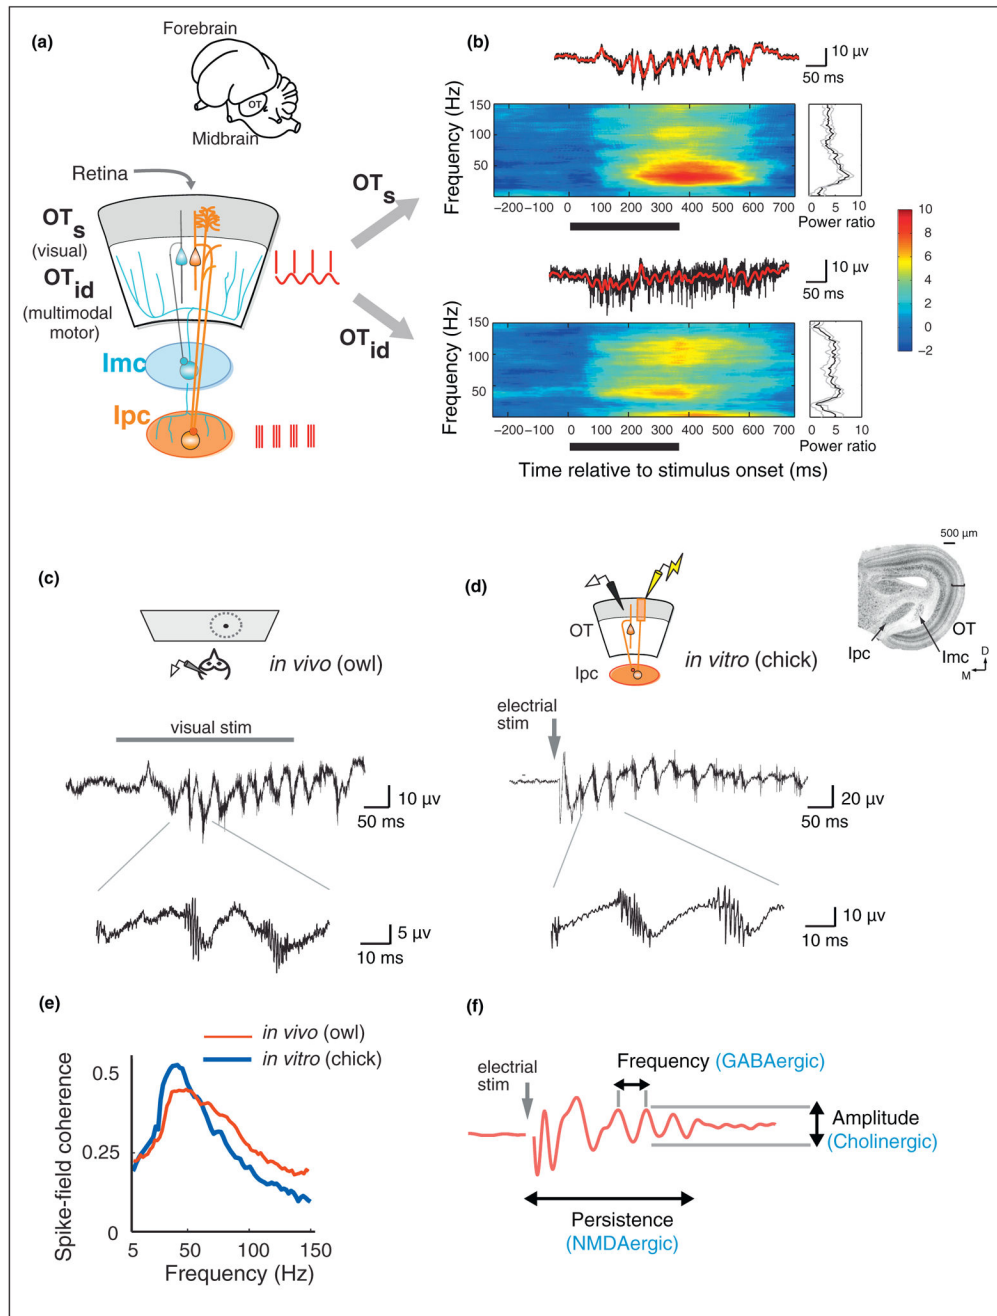 (a)
Forebrain
OT
Midbrain
Retina
OTs
(visual)
OTid
(multimodal
motor)
Imc
Ipc
OTs
OTid
(b)
10 μv
50 ms
Frequency (Hz)
150
100
50
−200 −100 0 100 200 300 400 500 600 700
0 5 10
Power ratio
10 μv
50 ms
Frequency (Hz)
150
100
50
−200 −100 0 100 200 300 400 500 600 700
0 5 10
Power ratio
10
8
6
4
2
0
−2
Time relative to stimulus onset (ms)
(c)
in vivo (owl)
visual stim
10 μv
50 ms
5 μv
10 ms
(d)
OT
Ipc
in vitro (chick)
500 μm
OT
Ipc
Imc
D
M
electrial
stim
20 μv
50 ms
10 μv
10 ms
(e)
in vivo (owl)
in vitro (chick)
Spike-field coherence
0.5
0.25
0
5 50 100 150
Frequency (Hz)
(f)
electrial
stim
Frequency (GABAergic)
Amplitude
(Cholinergic)
Persistence
(NMDAergic)